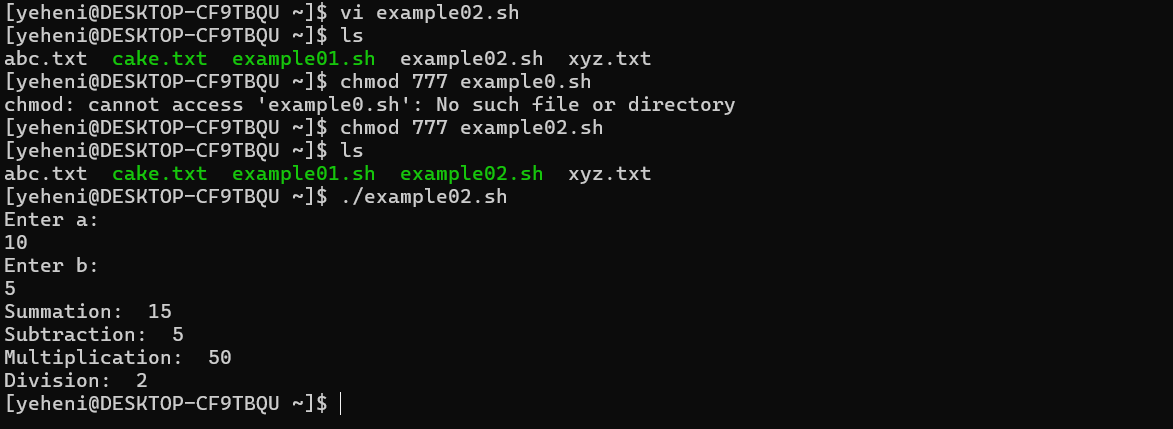 [yeheni@DESKTOP-CF9TBQU ~]$ vi example02.sh
[yeheni@DESKTOP-CF9TBQU ~]$ ls
abc.txt  cake.txt  example01.sh  example02.sh  xyz.txt
[yeheni@DESKTOP-CF9TBQU ~]$ chmod 777 example0.sh
chmod: cannot access 'example0.sh': No such file or directory
[yeheni@DESKTOP-CF9TBQU ~]$ chmod 777 example02.sh
[yeheni@DESKTOP-CF9TBQU ~]$ ls
abc.txt  cake.txt  example01.sh  example02.sh  xyz.txt
[yeheni@DESKTOP-CF9TBQU ~]$ ./example02.sh
Enter a:
10
Enter b:
5
Summation:  15
Subtraction:  5
Multiplication:  50
Division:  2
[yeheni@DESKTOP-CF9TBQU ~]$